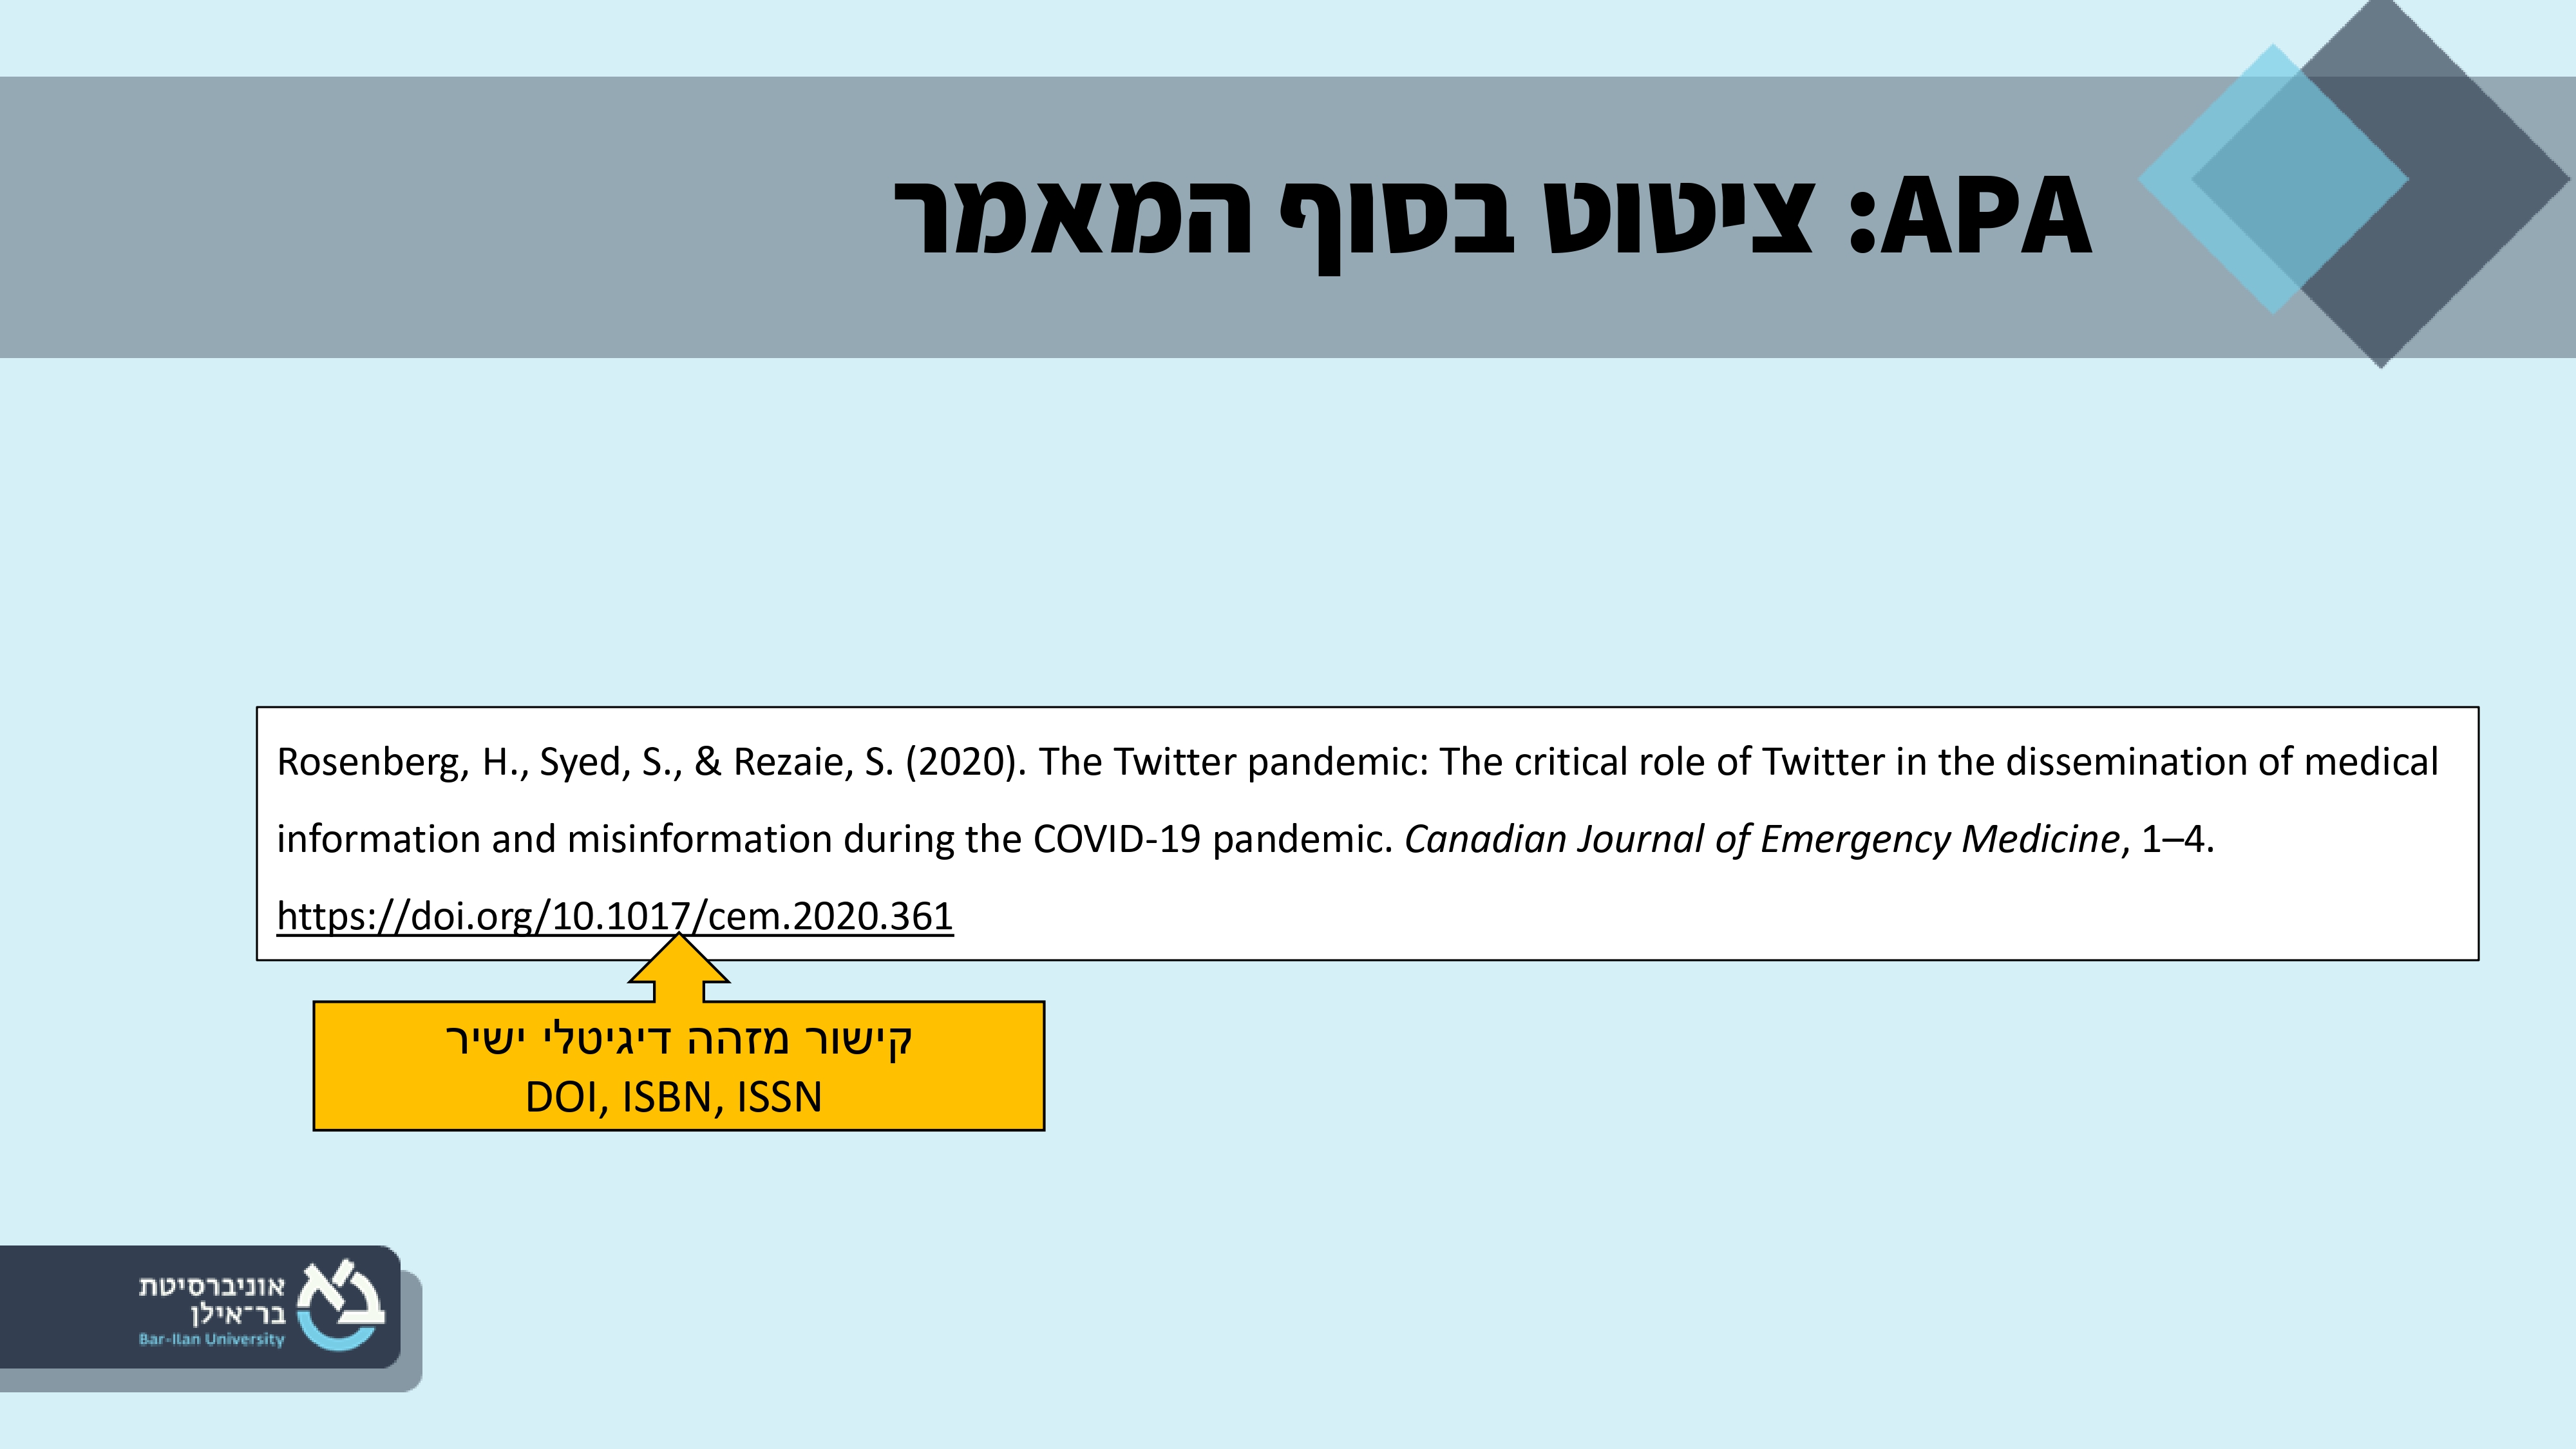 APA: ציטוט בסוף המאמר
Rosenberg, H., Syed, S., & Rezaie, S. (2020). The Twitter pandemic: The critical role of Twitter in the dissemination of medical
information and misinformation during the COVID-19 pandemic. Canadian Journal of Emergency Medicine, 1–4.
https://doi.org/10.1017/cem.2020.361
קישור מזהה דיגיטלי ישיר
DOI, ISBN, ISSN
אוניברסיטת
בר־אילן
Bar-Ilan University